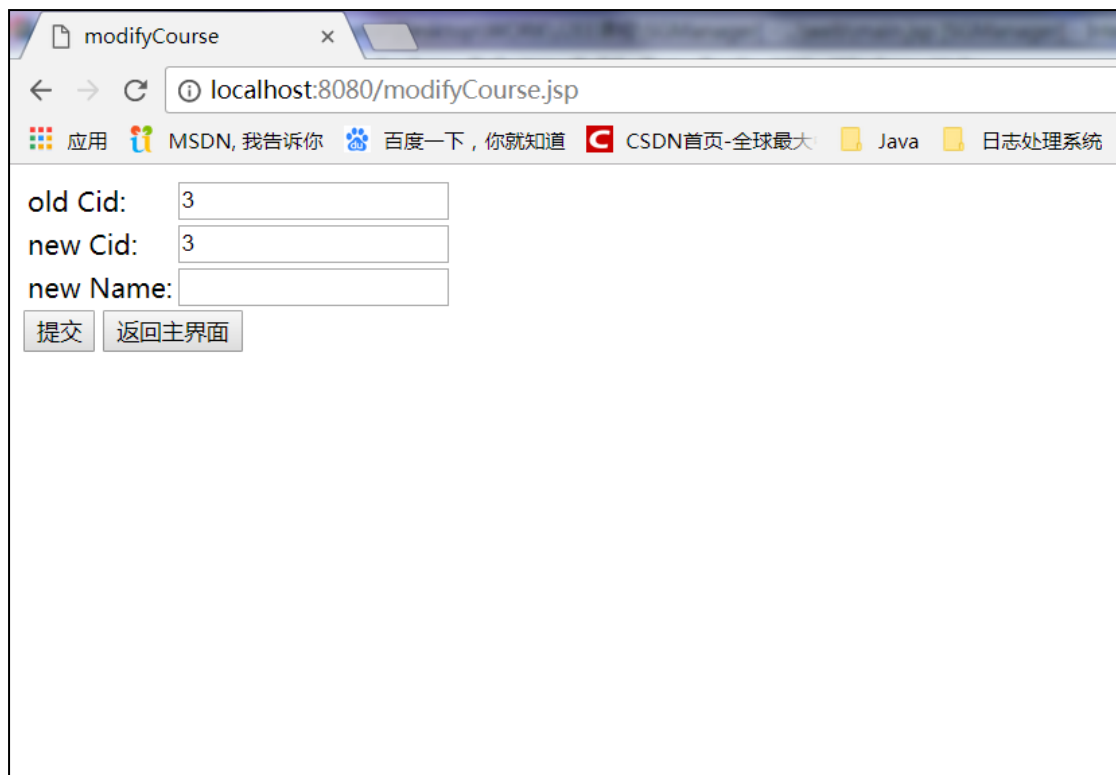 modifyCourse
localhost:8080/modifyCourse.jsp
应用 MSDN, 我告诉你 百度一下，你就知道 CSDN首页-全球最大 Java 日志处理系统
old Cid: 3
new Cid: 3
new Name:
提交 返回主界面